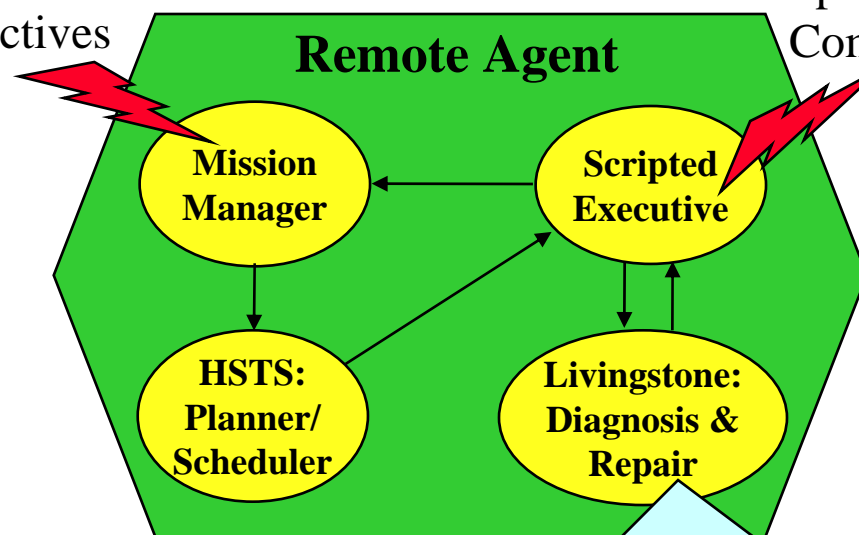 ctives
Con
Remote Agent
Mission
Manager
Scripted
Executive
HSTS:
Planner/
Scheduler
Livingstone:
Diagnosis &
Repair